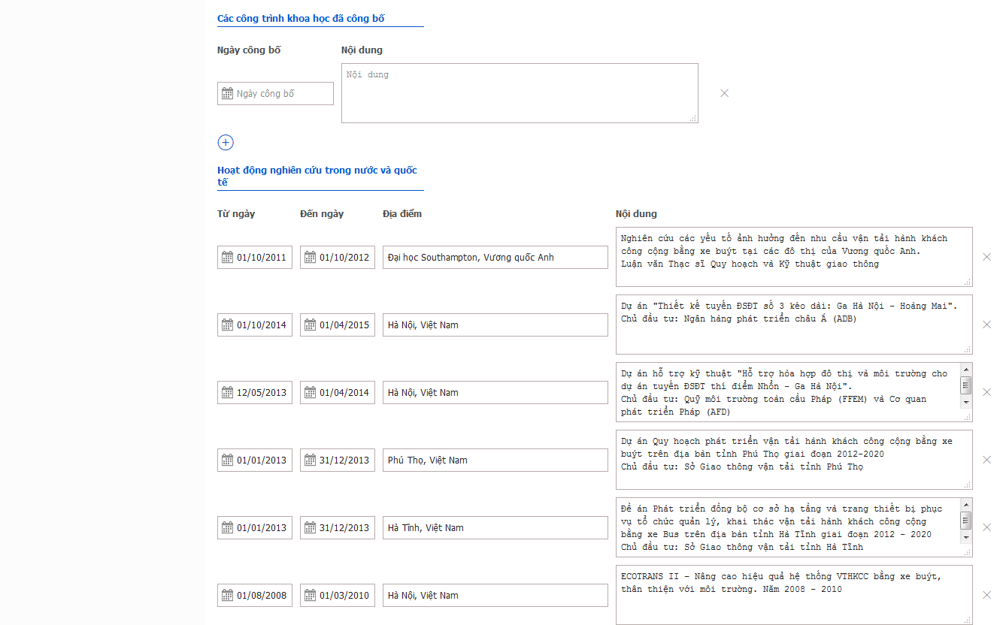 Các công trình khoa học đã công bố
Ngày công bố
Nội dung
Ngày công bố
Nội dung
Hoạt động nghiên cứu trong nước và quốc
tế
Từ ngày
Đến ngày
Địa điểm
Nội dung
01/10/2011
01/10/2012
Đại học Southampton, Vương quốc Anh
Nghiên cứu các yếu tố ảnh hưởng đến nhu cầu vận tải hành khách
công cộng bằng xe buýt tại các đô thị của Vương quốc Anh.
Luận văn Thạc sĩ Quy hoạch và Kỹ thuật giao thông
01/10/2014
01/04/2015
Hà Nội, Việt Nam
Dự án "Thiết kế tuyến ĐSĐT số 3 kéo dài: Ga Hà Nội - Hoàng Mai".
Chủ đầu tư: Ngân hàng phát triển châu Á (ADB)
12/05/2013
01/04/2014
Hà Nội, Việt Nam
Dự án hỗ trợ kỹ thuật "Hỗ trợ hòa hợp đô thị và môi trường cho
dự án tuyến ĐSĐT thí điểm Nhổn - Ga Hà Nội".
Chủ đầu tư: Quỹ môi trường toàn cầu Pháp (FFEM) và Cơ quan
phát triển Pháp (AFD)
01/01/2013
31/12/2013
Phú Thọ, Việt Nam
Dự án Quy hoạch phát triển vận tải hành khách công cộng bằng xe
buýt trên địa bàn tỉnh Phú Thọ giai đoạn 2012-2020
Chủ đầu tư: Sở Giao thông vận tải tỉnh Phú Thọ
01/01/2013
31/12/2013
Hà Tĩnh, Việt Nam
Đề án Phát triển đồng bộ cơ sở hạ tầng và trang thiết bị phục
vụ tổ chức quản lý, khai thác vận tải hành khách công cộng
bằng xe Bus trên địa bàn tỉnh Hà Tĩnh giai đoạn 2012 - 2020
Chủ đầu tư: Sở Giao thông vận tải tỉnh Hà Tĩnh
01/08/2008
01/03/2010
Hà Nội, Việt Nam
ECOTRANS II - Nâng cao hiệu quả hệ thống VTHKCC bằng xe buýt,
thân thiện với môi trường. Năm 2008 - 2010